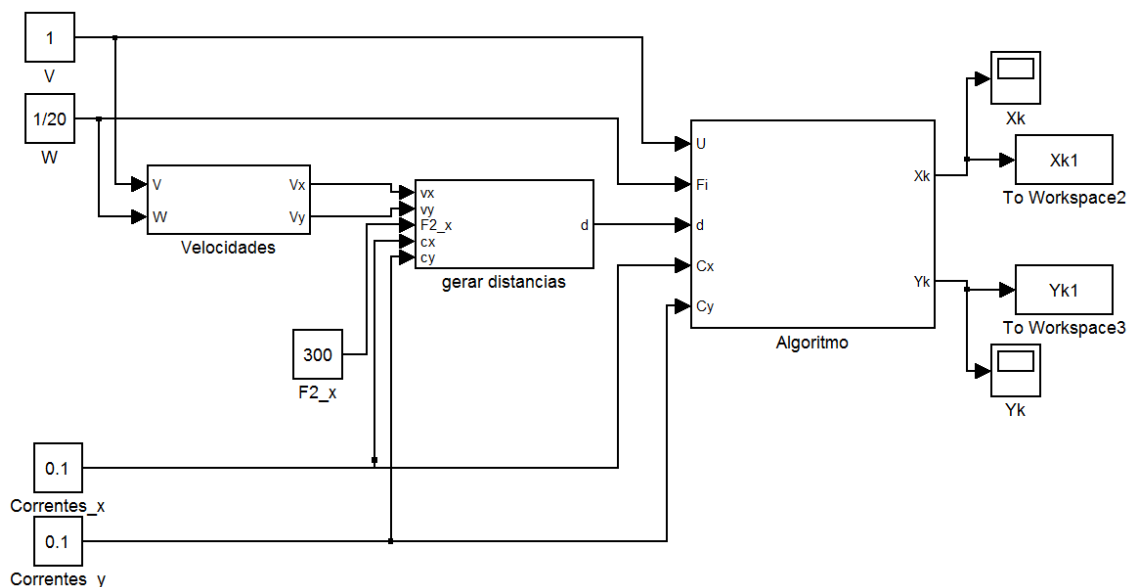 1
V
1/20
W
V
W
Vx
Vy
Velocidades
vx
vy
F2_x
cx
cy
d
gerar distancias
300
F2_x
0.1
Correntes_x
0.1
Correntes_y
U
Fi
d
Cx
Cy
Xk
Yk
Algoritmo
Xk
Xk1
To Workspace2
Yk1
To Workspace3
Yk